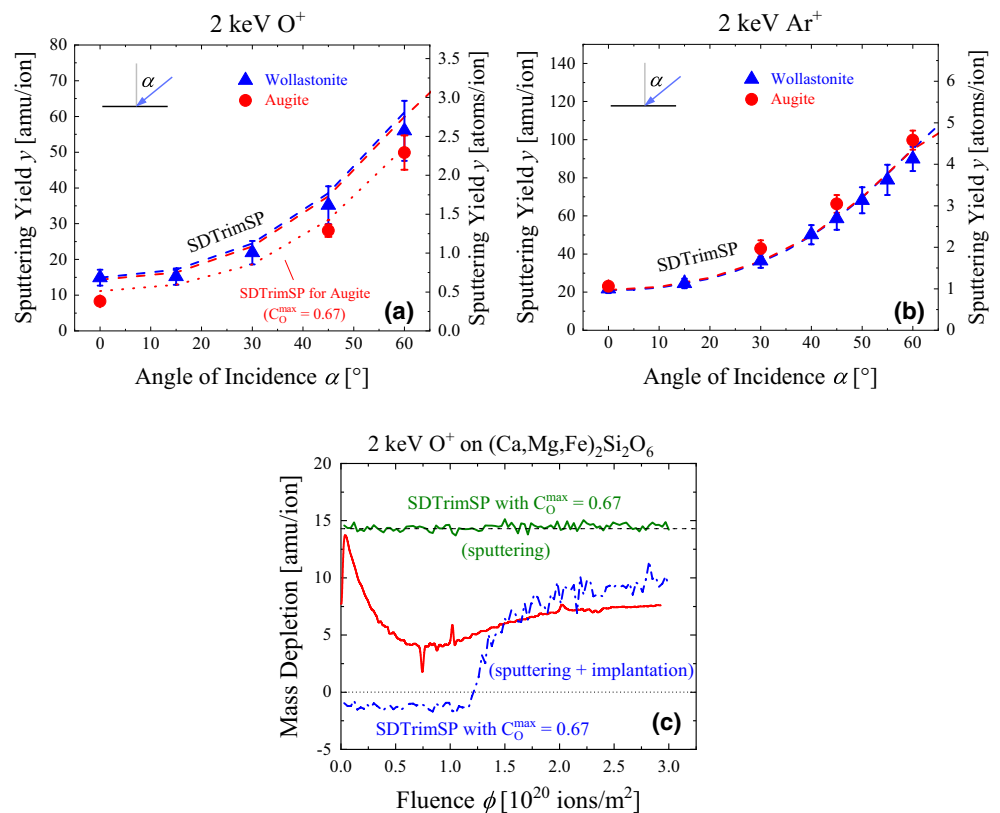 2 keV O⁺
Sputtering Yield y [amu/ion]
80
70
60
50
40
30
20
10
0
α
Wollastonite
Augite
SDTrimSP
SDTrimSP for Augite
(C_O^max = 0.67)
(a)
3.5
3.0
2.5
2.0
1.5
1.0
0.5
0.0
Sputtering Yield y [atoms/ion]
0 10 20 30 40 50 60
Angle of Incidence α [°]
2 keV Ar⁺
Sputtering Yield y [amu/ion]
140
120
100
80
60
40
20
0
α
Wollastonite
Augite
SDTrimSP
(b)
6
5
4
3
2
1
0
Sputtering Yield y [atoms/ion]
0 10 20 30 40 50 60
Angle of Incidence α [°]
2 keV O⁺ on (Ca,Mg,Fe)₂Si₂O₆
Mass Depletion [amu/ion]
20
15
10
5
0
-5
SDTrimSP with C_O^max = 0.67
(sputtering)
(sputtering + implantation)
SDTrimSP with C_O^max = 0.67
(c)
0.0 0.5 1.0 1.5 2.0 2.5 3.0
Fluence ϕ [10²⁰ ions/m²]